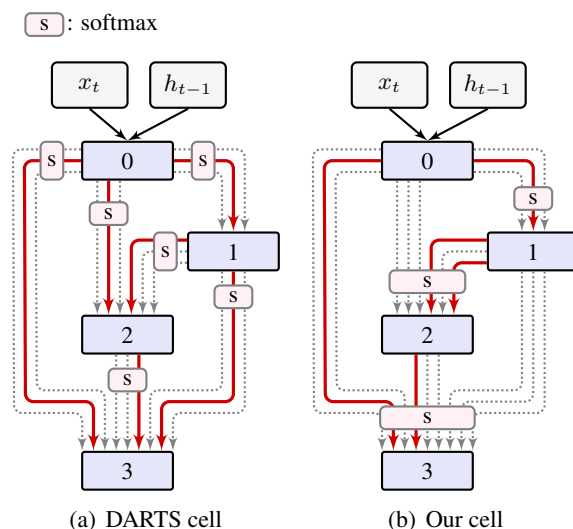 s : softmax
x_t h_{t−1} x_t h_{t−1}
s 0 s 0
s s
s 1 1
s s
2 2
s s
3 3
(a) DARTS cell (b) Our cell